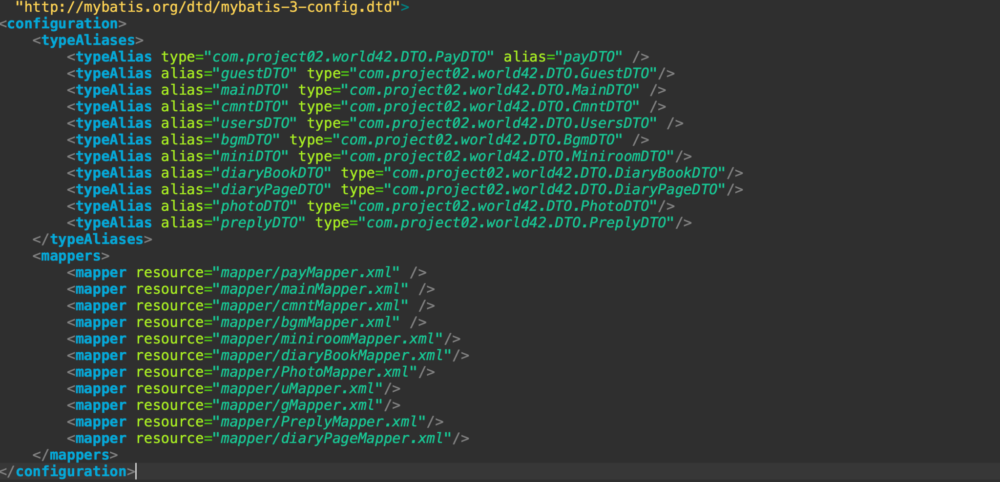 "http://mybatis.org/dtd/mybatis-3-config.dtd">
<configuration>
    <typeAliases>
        <typeAlias type="com.project02.world42.DTO.PayDTO" alias="payDTO" />
        <typeAlias alias="guestDTO" type="com.project02.world42.DTO.GuestDTO"/>
        <typeAlias alias="mainDTO" type="com.project02.world42.DTO.MainDTO" />
        <typeAlias alias="cmntDTO" type="com.project02.world42.DTO.CmntDTO" />
        <typeAlias alias="usersDTO" type="com.project02.world42.DTO.UsersDTO" />
        <typeAlias alias="bgmDTO" type="com.project02.world42.DTO.BgmDTO" />
        <typeAlias alias="miniDTO" type="com.project02.world42.DTO.MiniroomDTO"/>
        <typeAlias alias="diaryBookDTO" type="com.project02.world42.DTO.DiaryBookDTO"/>
        <typeAlias alias="diaryPageDTO" type="com.project02.world42.DTO.DiaryPageDTO"/>
        <typeAlias alias="photoDTO" type="com.project02.world42.DTO.PhotoDTO"/>
        <typeAlias alias="preplyDTO" type="com.project02.world42.DTO.PreplyDTO"/>
    </typeAliases>
    <mappers>
        <mapper resource="mapper/payMapper.xml" />
        <mapper resource="mapper/mainMapper.xml" />
        <mapper resource="mapper/cmntMapper.xml" />
        <mapper resource="mapper/bgmMapper.xml" />
        <mapper resource="mapper/miniroomMapper.xml"/>
        <mapper resource="mapper/diaryBookMapper.xml"/>
        <mapper resource="mapper/PhotoMapper.xml"/>
        <mapper resource="mapper/uMapper.xml"/>
        <mapper resource="mapper/gMapper.xml"/>
        <mapper resource="mapper/PreplyMapper.xml"/>
        <mapper resource="mapper/diaryPageMapper.xml"/>
    </mappers>
</configuration>